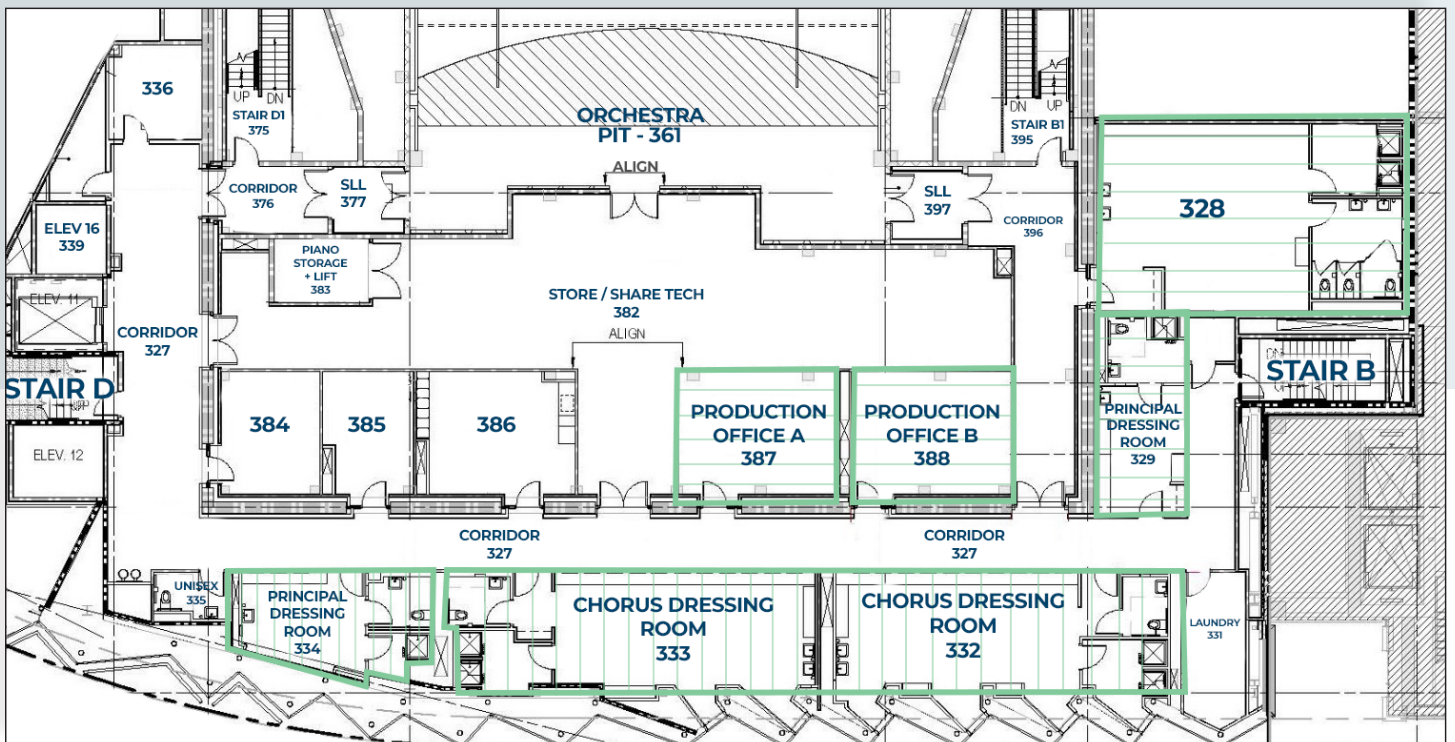 336
UP
DN
STAIR D1
375
ORCHESTRA
PIT - 361
ALIGN
DN
UP
STAIR B1
395
CORRIDOR
376
SLL
377
SLL
397
CORRIDOR
396
328
ELEV 16
339
PIANO
STORAGE
+ LIFT
383
ELEV. 11
STORE / SHARE TECH
382
ALIGN
CORRIDOR
327
STAIR D
STAIR B
DN
384
385
386
PRODUCTION
OFFICE A
387
PRODUCTION
OFFICE B
388
PRINCIPAL
DRESSING
ROOM
329
ELEV. 12
CORRIDOR
327
CORRIDOR
327
UNISEX
335
PRINCIPAL
DRESSING
ROOM
334
CHORUS DRESSING
ROOM
333
CHORUS DRESSING
ROOM
332
LAUNDRY
331